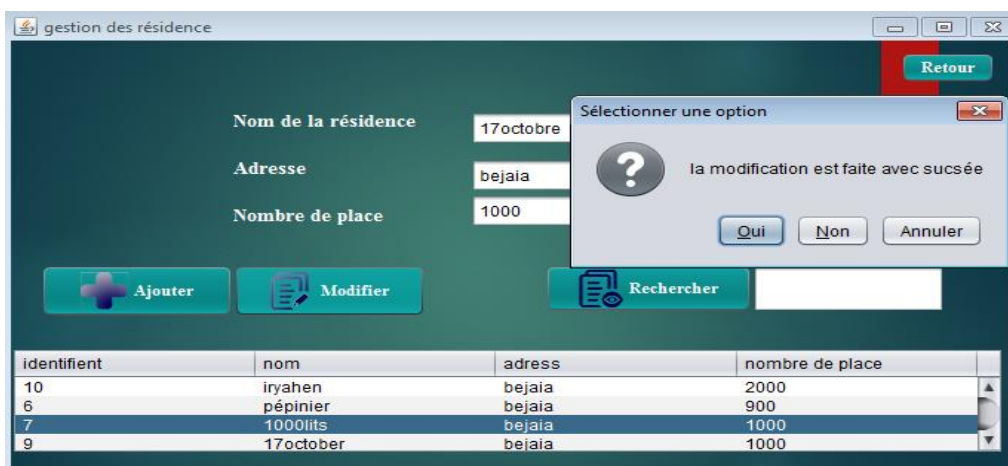 gestion des résidence
Retour
Sélectionner une option
Nom de la résidence 17octobre
la modification est faite avec sucsée
Adresse bejaia
Nombre de place 1000
Oui Non Annuler
Ajouter Modifier Rechercher
identifient nom adress nombre de place
10 iryahen bejaia 2000
6 pépinier bejaia 900
7 1000lits bejaia 1000
9 17october bejaia 1000